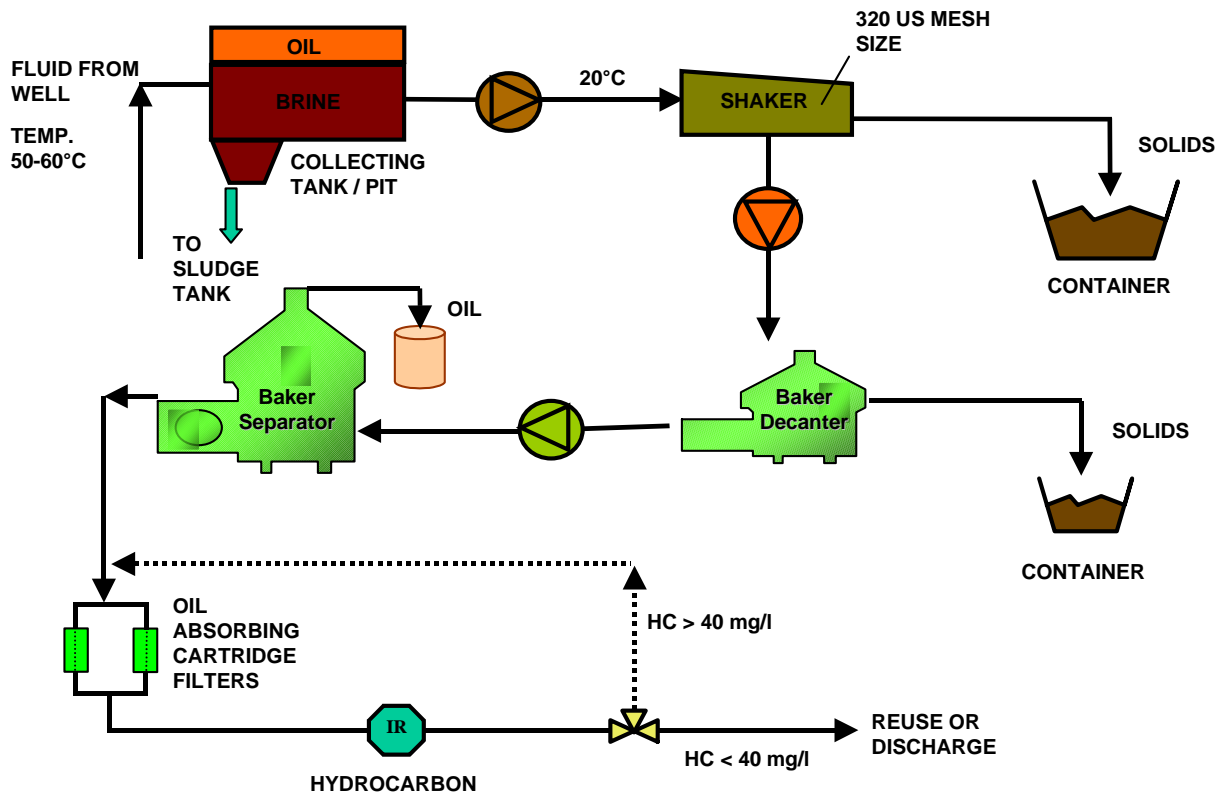 320 US MESH
SIZE
OIL
FLUID FROM
WELL
BRINE
20°C
SHAKER
TEMP.
50-60°C
COLLECTING
TANK / PIT
SOLIDS
TO
SLUDGE
TANK
CONTAINER
OIL
Baker
Separator
Baker
Decanter
SOLIDS
CONTAINER
OIL
ABSORBING
CARTRIDGE
FILTERS
HC > 40 mg/l
IR
REUSE OR
DISCHARGE
HC < 40 mg/l
HYDROCARBON